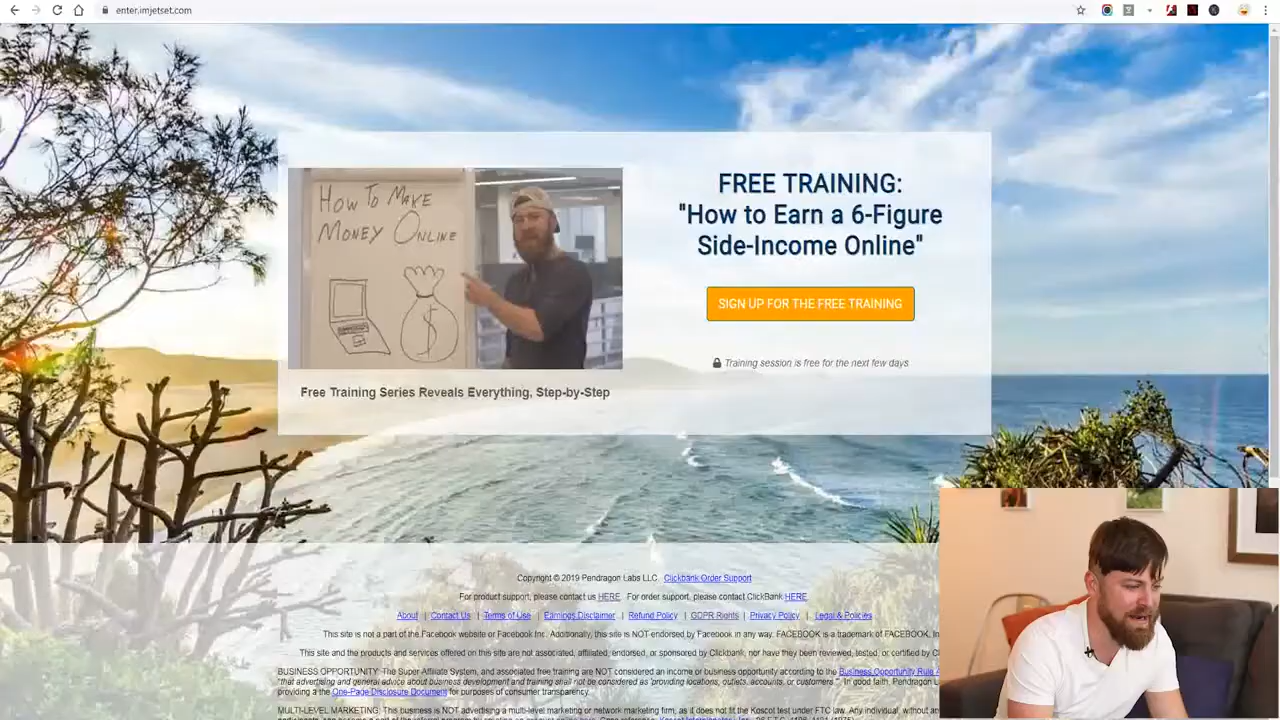 enter.imjetset.com
HOW TO MAKE
MONEY ONLINE
$
FREE TRAINING:
"How to Earn a 6-Figure
Side-Income Online"
SIGN UP FOR THE FREE TRAINING
Training session is free for the next few days
Free Training Series Reveals Everything, Step-by-Step
Copyright © 2019 Pendragon Labs LLC. Clickbank Order Support
For product support, please contact us HERE. For order support, please contact ClickBank HERE.
About | Contact Us | Terms of Use | Earnings Disclaimer | Refund Policy | GDPR Rights | Privacy Policy | Legal & Policies
This site is not a part of the Facebook website or Facebook Inc. Additionally, this site is NOT endorsed by Facebook in any way. FACEBOOK is a trademark of FACEBOOK,
This site and the products and services offered on this site are not associated, affiliated, endorsed, or sponsored by Clickbank, nor have they been reviewed, tested, or certified by
BUSINESS OPPORTUNITY: The Super Affiliate System, and associated free training are NOT considered an income or business opportunity according to the Business Opportunity Rule
"that advertising and general advice about business development and training shall not be considered as 'providing locations, outlets, accounts, or customers'". In good faith, Pendragon
providing a the One-Page Disclosure Document for purposes of consumer transparency.
MULTI-LEVEL MARKETING: This business is NOT advertising a multi-level marketing or network marketing firm, as it does not fit the Koscot test under FTC law. Any individual, without